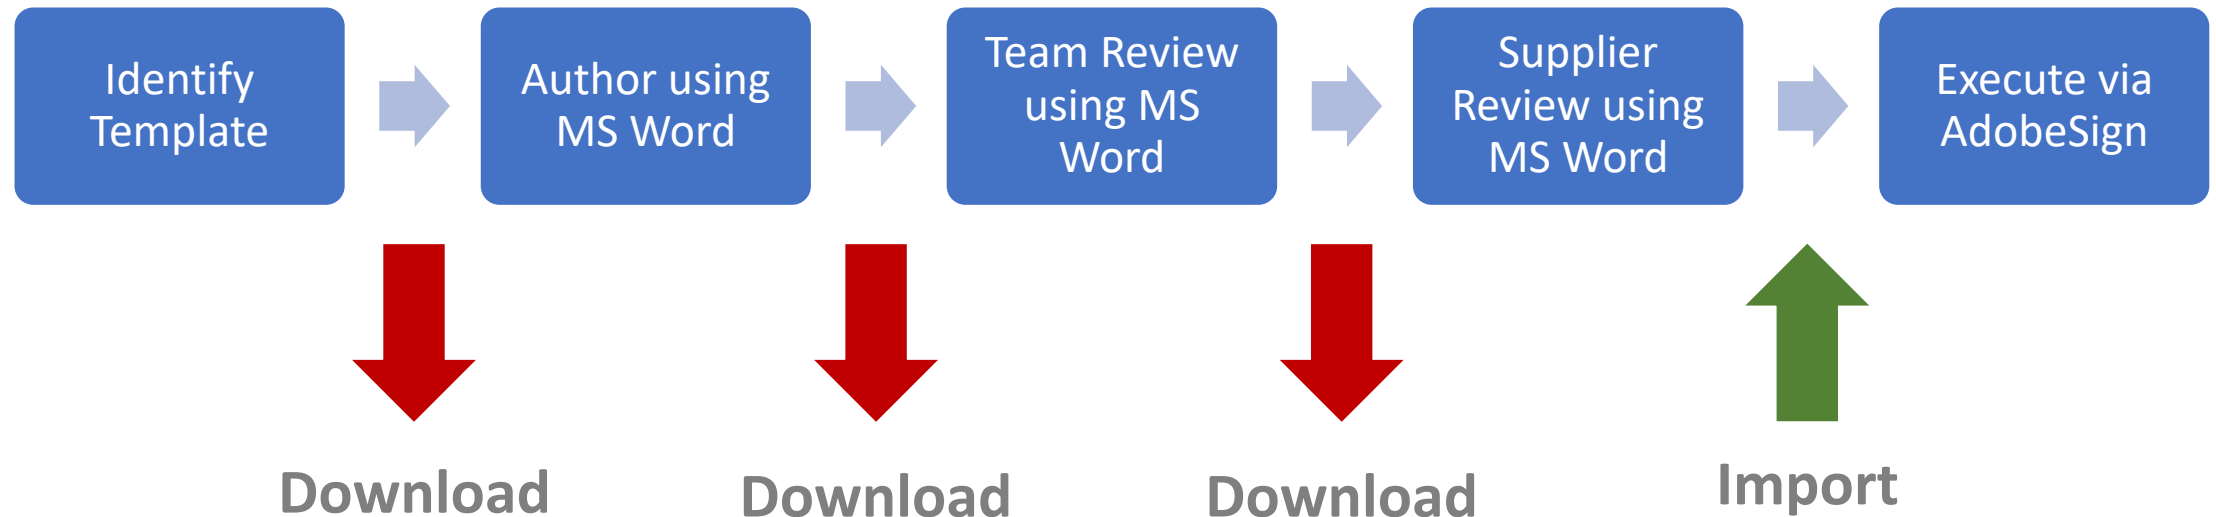 Identify
Template
Author using
MS Word
Team Review
using MS
Word
Supplier
Review using
MS Word
Execute via
AdobeSign
Download
Download
Download
Import